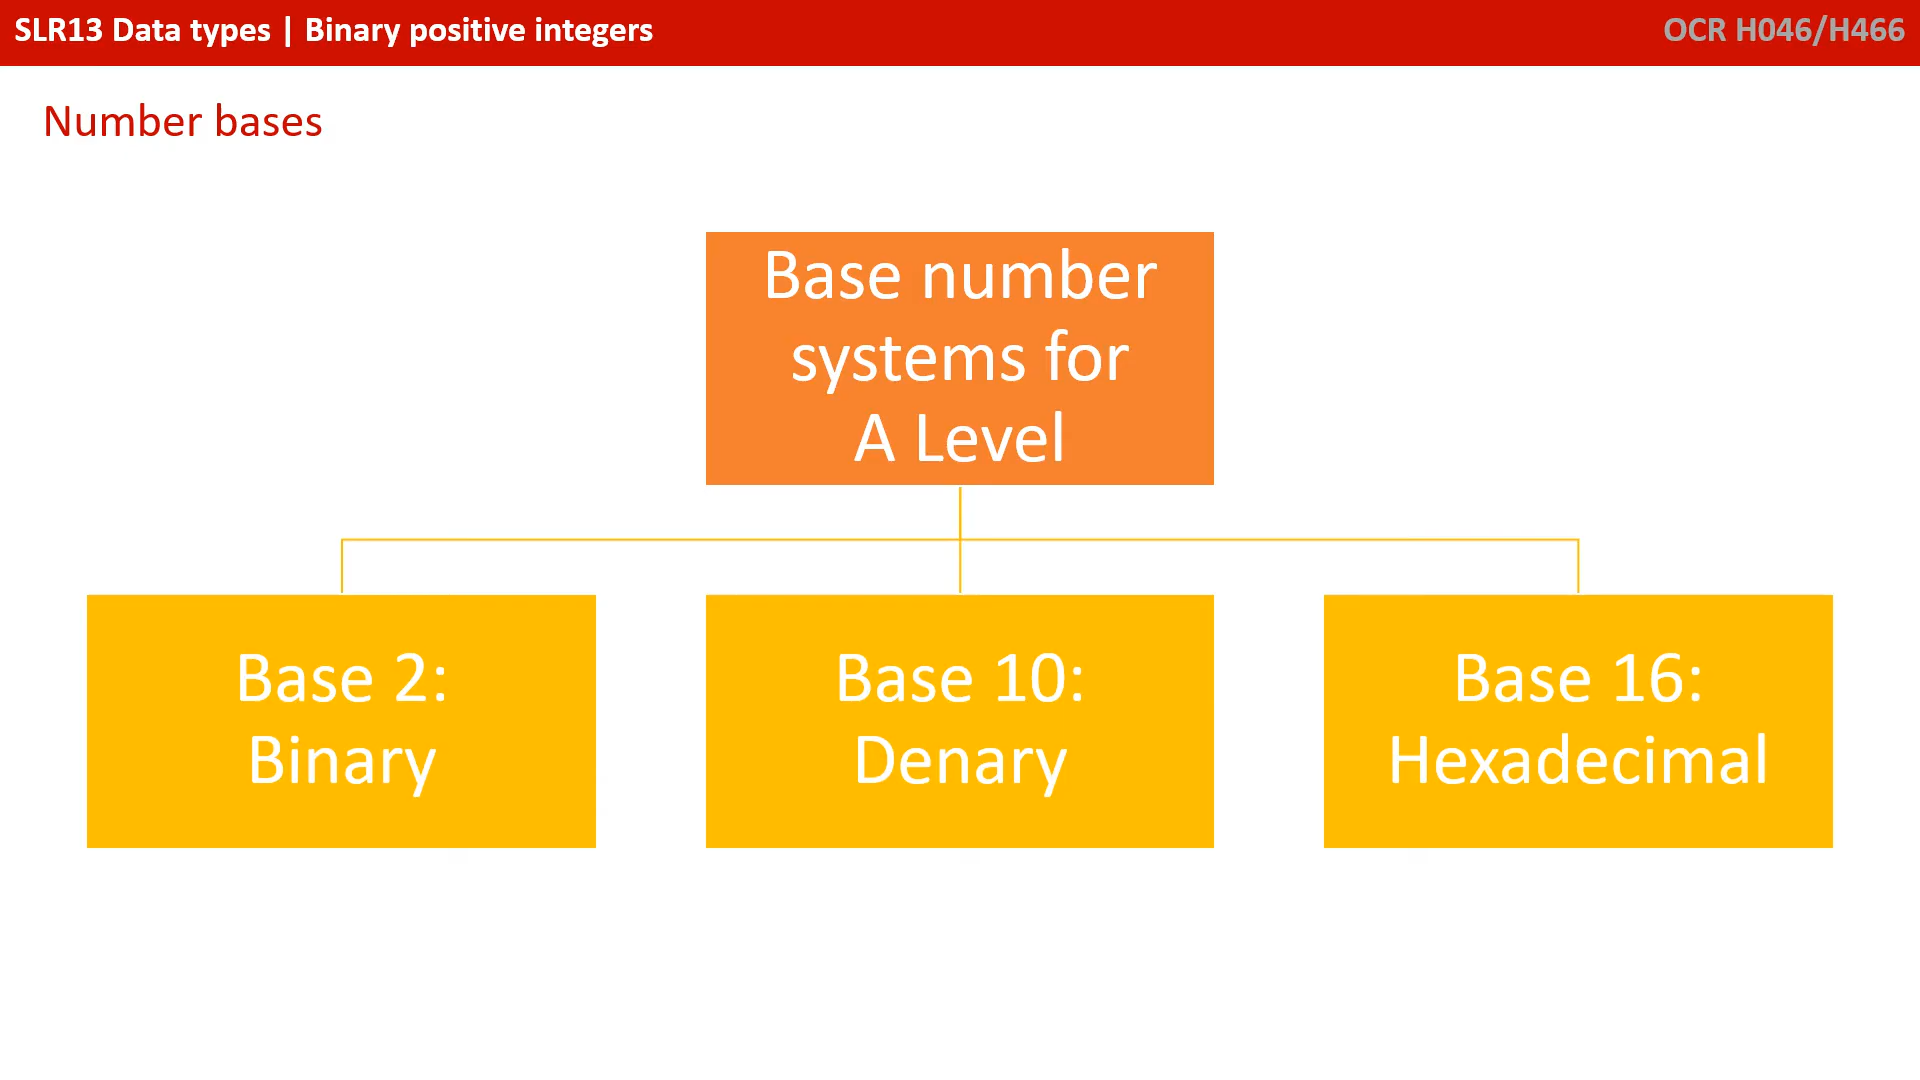 SLR13 Data types | Binary positive integers
OCR H046/H466
Number bases
Base number
systems for
A Level
Base 2:
Binary
Base 10:
Denary
Base 16:
Hexadecimal